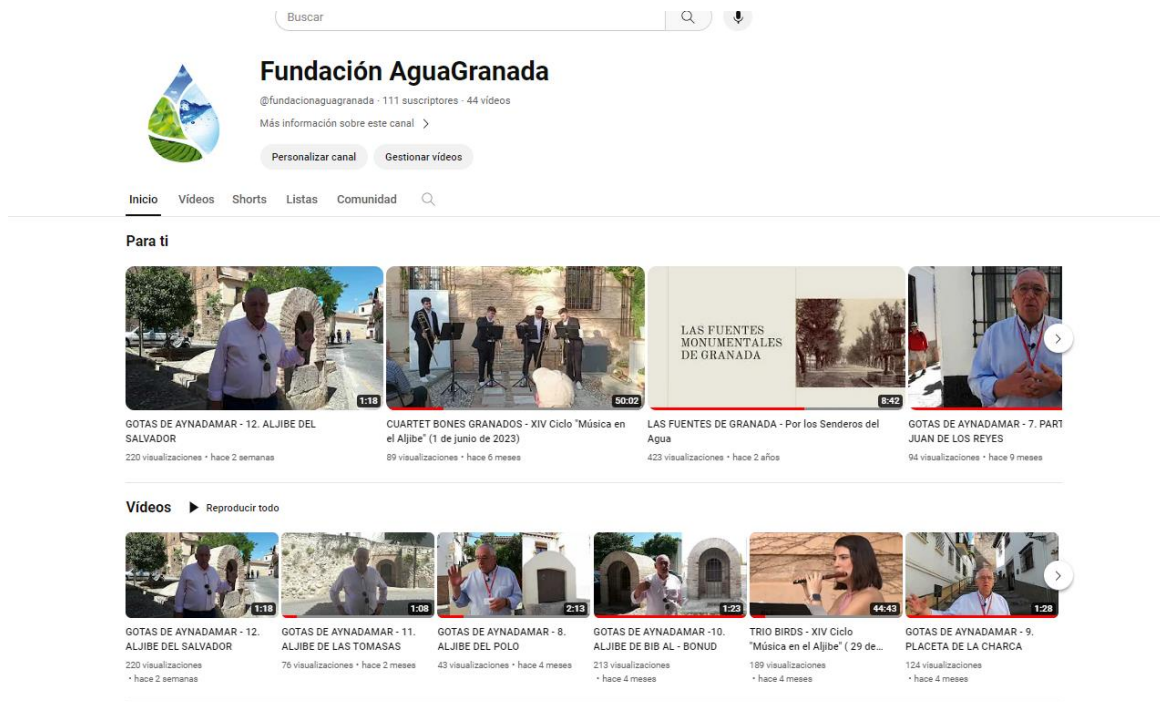 Buscar
Fundación AguaGranada
@fundacionaguagranada · 111 suscriptores · 44 vídeos
Más información sobre este canal
Personalizar canal
Gestionar vídeos
Inicio
Vídeos
Shorts
Listas
Comunidad
Para ti
1:18
GOTAS DE AYNADAMAR - 12. ALJIBE DEL
SALVADOR
220 visualizaciones • hace 2 semanas
50:02
CUARTET BONES GRANADOS - XIV Ciclo "Música en
el Aljibe" (1 de junio de 2023)
89 visualizaciones • hace 6 meses
LAS FUENTES
MONUMENTALES
DE GRANADA
8:42
LAS FUENTES DE GRANADA - Por los Senderos del
Agua
423 visualizaciones • hace 2 años
GOTAS DE AYNADAMAR - 7. PART
JUAN DE LOS REYES
94 visualizaciones • hace 9 meses
Vídeos
Reproducir todo
1:18
GOTAS DE AYNADAMAR - 12.
ALJIBE DEL SALVADOR
220 visualizaciones
• hace 2 semanas
1:08
GOTAS DE AYNADAMAR - 11.
ALJIBE DE LAS TOMASAS
76 visualizaciones • hace 2 meses
2:13
GOTAS DE AYNADAMAR - 8.
ALJIBE DEL POLO
43 visualizaciones • hace 4 meses
1:23
GOTAS DE AYNADAMAR -10.
ALJIBE DE BIB AL - BONUD
213 visualizaciones
• hace 4 meses
44:43
TRIO BIRDS - XIV Ciclo
"Música en el Aljibe" ( 29 de...
189 visualizaciones
• hace 4 meses
1:28
GOTAS DE AYNADAMAR - 9.
PLACETA DE LA CHARCA
124 visualizaciones
• hace 4 meses